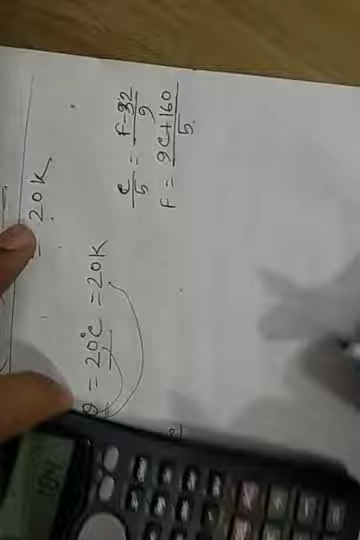 = 20K
θ = 20°C = 20K
C/5 = F-32/9
F = 9C+160/5